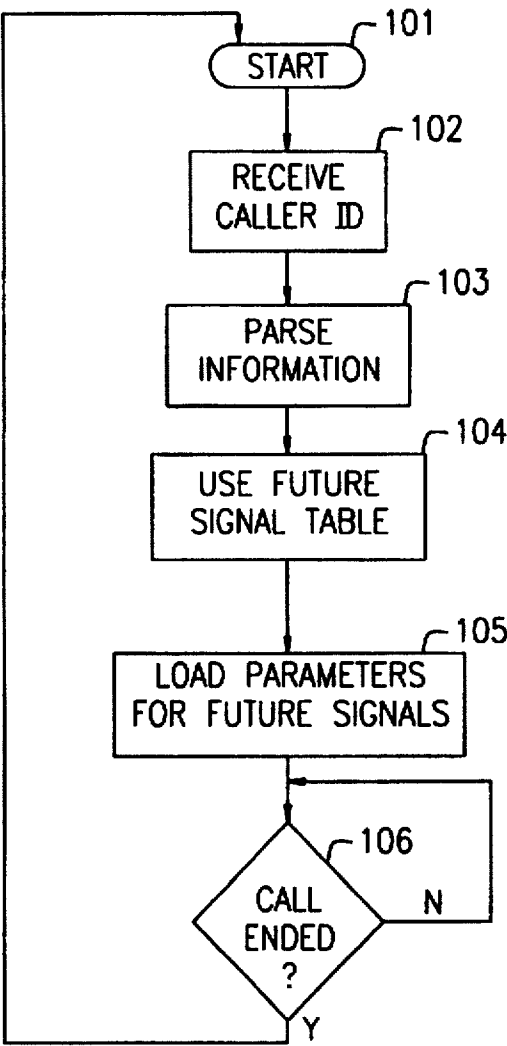 101
START
102
RECEIVE
CALLER ID
103
PARSE
INFORMATION
104
USE FUTURE
SIGNAL TABLE
105
LOAD PARAMETERS
FOR FUTURE SIGNALS
106
CALL
ENDED
?
N
Y